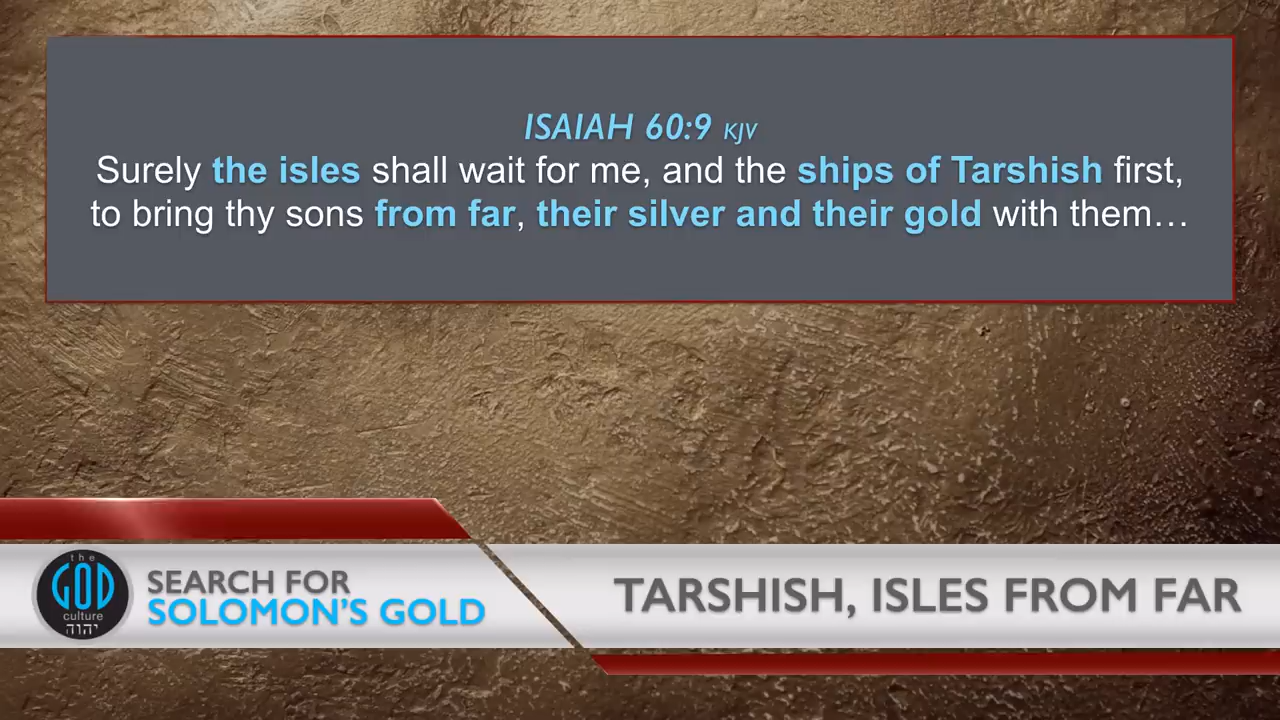 ISAIAH 60:9 KJV
Surely the isles shall wait for me, and the ships of Tarshish first,
to bring thy sons from far, their silver and their gold with them…
the
GOD
culture
יהוה
SEARCH FOR
SOLOMON'S GOLD
TARSHISH, ISLES FROM FAR